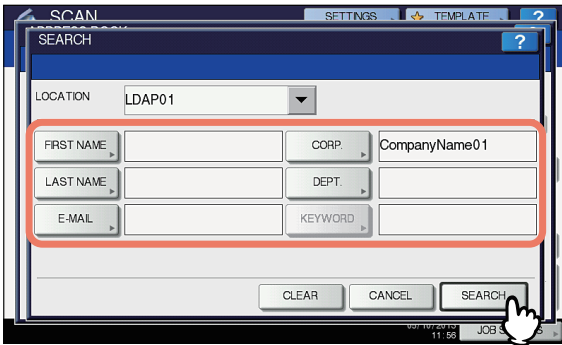 SCAN
SETTINGS
TEMPLATE
?
SEARCH
?
LOCATION
LDAP01
FIRST NAME
CORP.
CompanyName01
LAST NAME
DEPT.
E-MAIL
KEYWORD
CLEAR
CANCEL
SEARCH
11:56
JOB